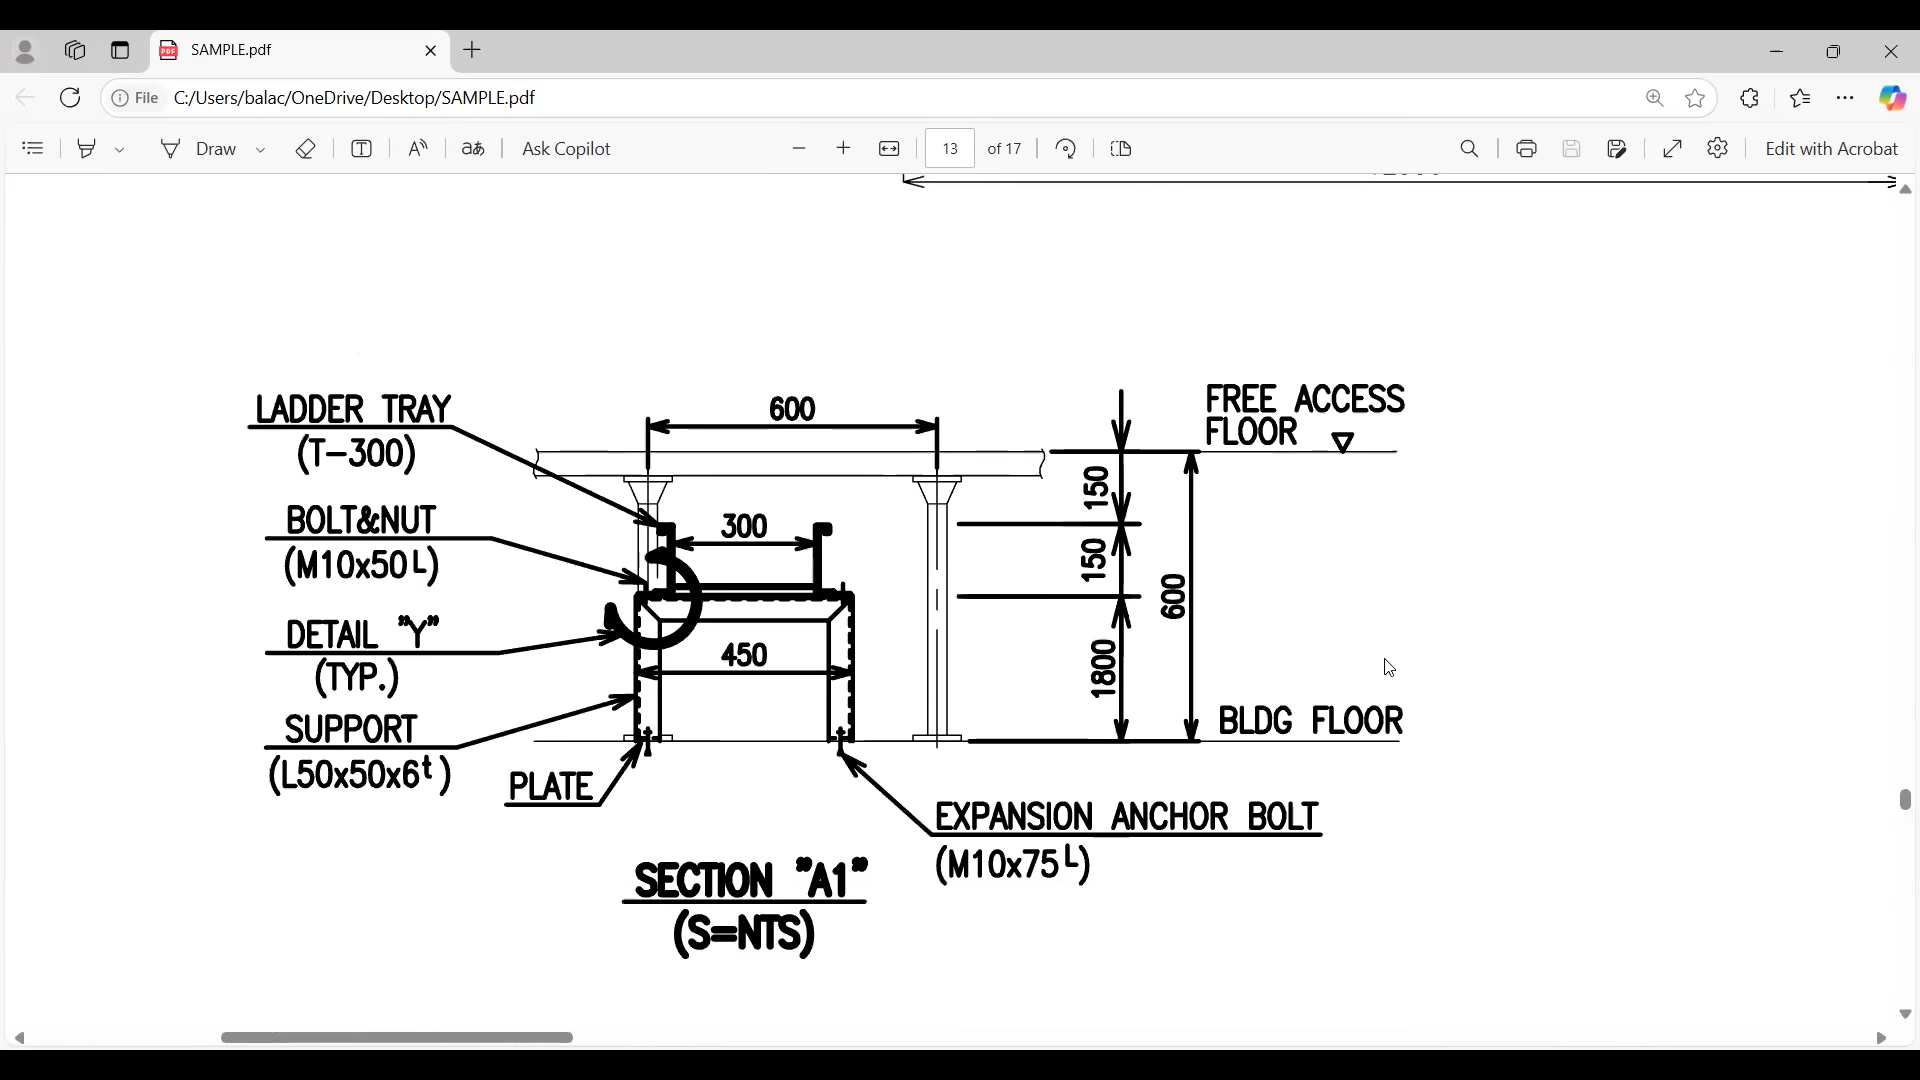 SAMPLE.pdf
File
C:/Users/balac/OneDrive/Desktop/SAMPLE.pdf
Draw
Ask Copilot
13
of 17
Edit with Acrobat
LADDER TRAY
(T-300)
BOLT&NUT
(M10x50 L)
DETAIL "Y"
(TYP.)
SUPPORT
(L50x50x6t)
PLATE
600
300
450
FREE ACCESS
FLOOR
150
150
1800
600
BLDG FLOOR
EXPANSION ANCHOR BOLT
(M10x75 L)
SECTION "A1"
(S=NTS)